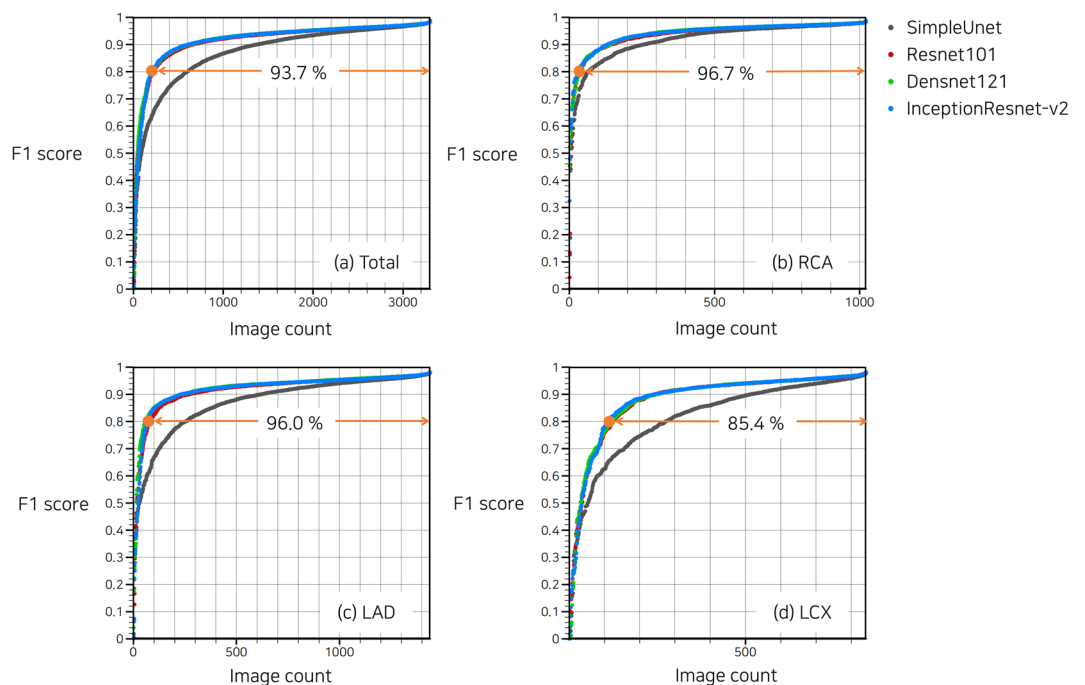 SimpleUnet
Resnet101
Densnet121
InceptionResnet-v2
F1 score
1
0.9
0.8
0.7
0.6
0.5
0.4
0.3
0.2
0.1
0
93.7 %
(a) Total
0 1000 2000 3000
Image count
F1 score
1
0.9
0.8
0.7
0.6
0.5
0.4
0.3
0.2
0.1
0
96.7 %
(b) RCA
0 500 1000
Image count
F1 score
1
0.9
0.8
0.7
0.6
0.5
0.4
0.3
0.2
0.1
0
96.0 %
(c) LAD
500 1000
Image count
F1 score
1
0.9
0.8
0.7
0.6
0.5
0.4
0.3
0.2
0.1
0
85.4 %
(d) LCX
500
Image count